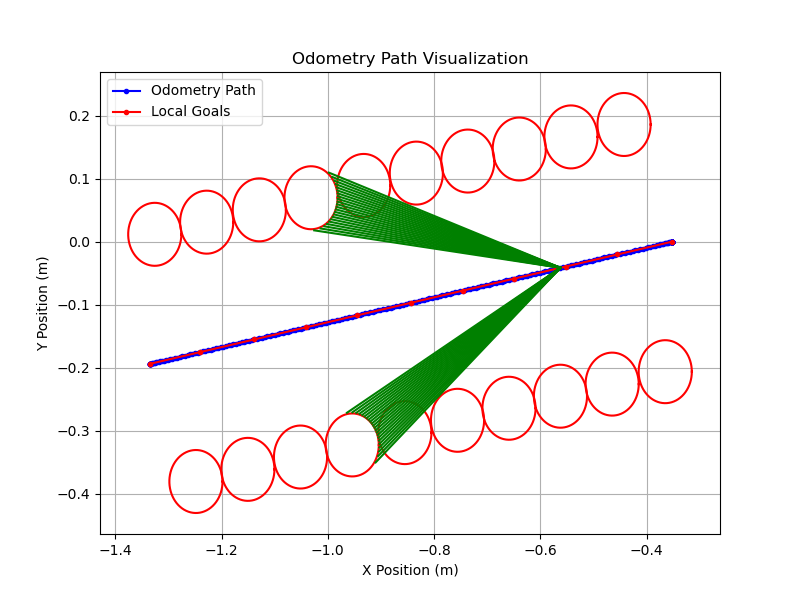 Odometry Path Visualization
Odometry Path
Local Goals
Y Position (m)
0.2
0.1
0.0
−0.1
−0.2
−0.3
−0.4
−1.4 −1.2 −1.0 −0.8 −0.6 −0.4
X Position (m)